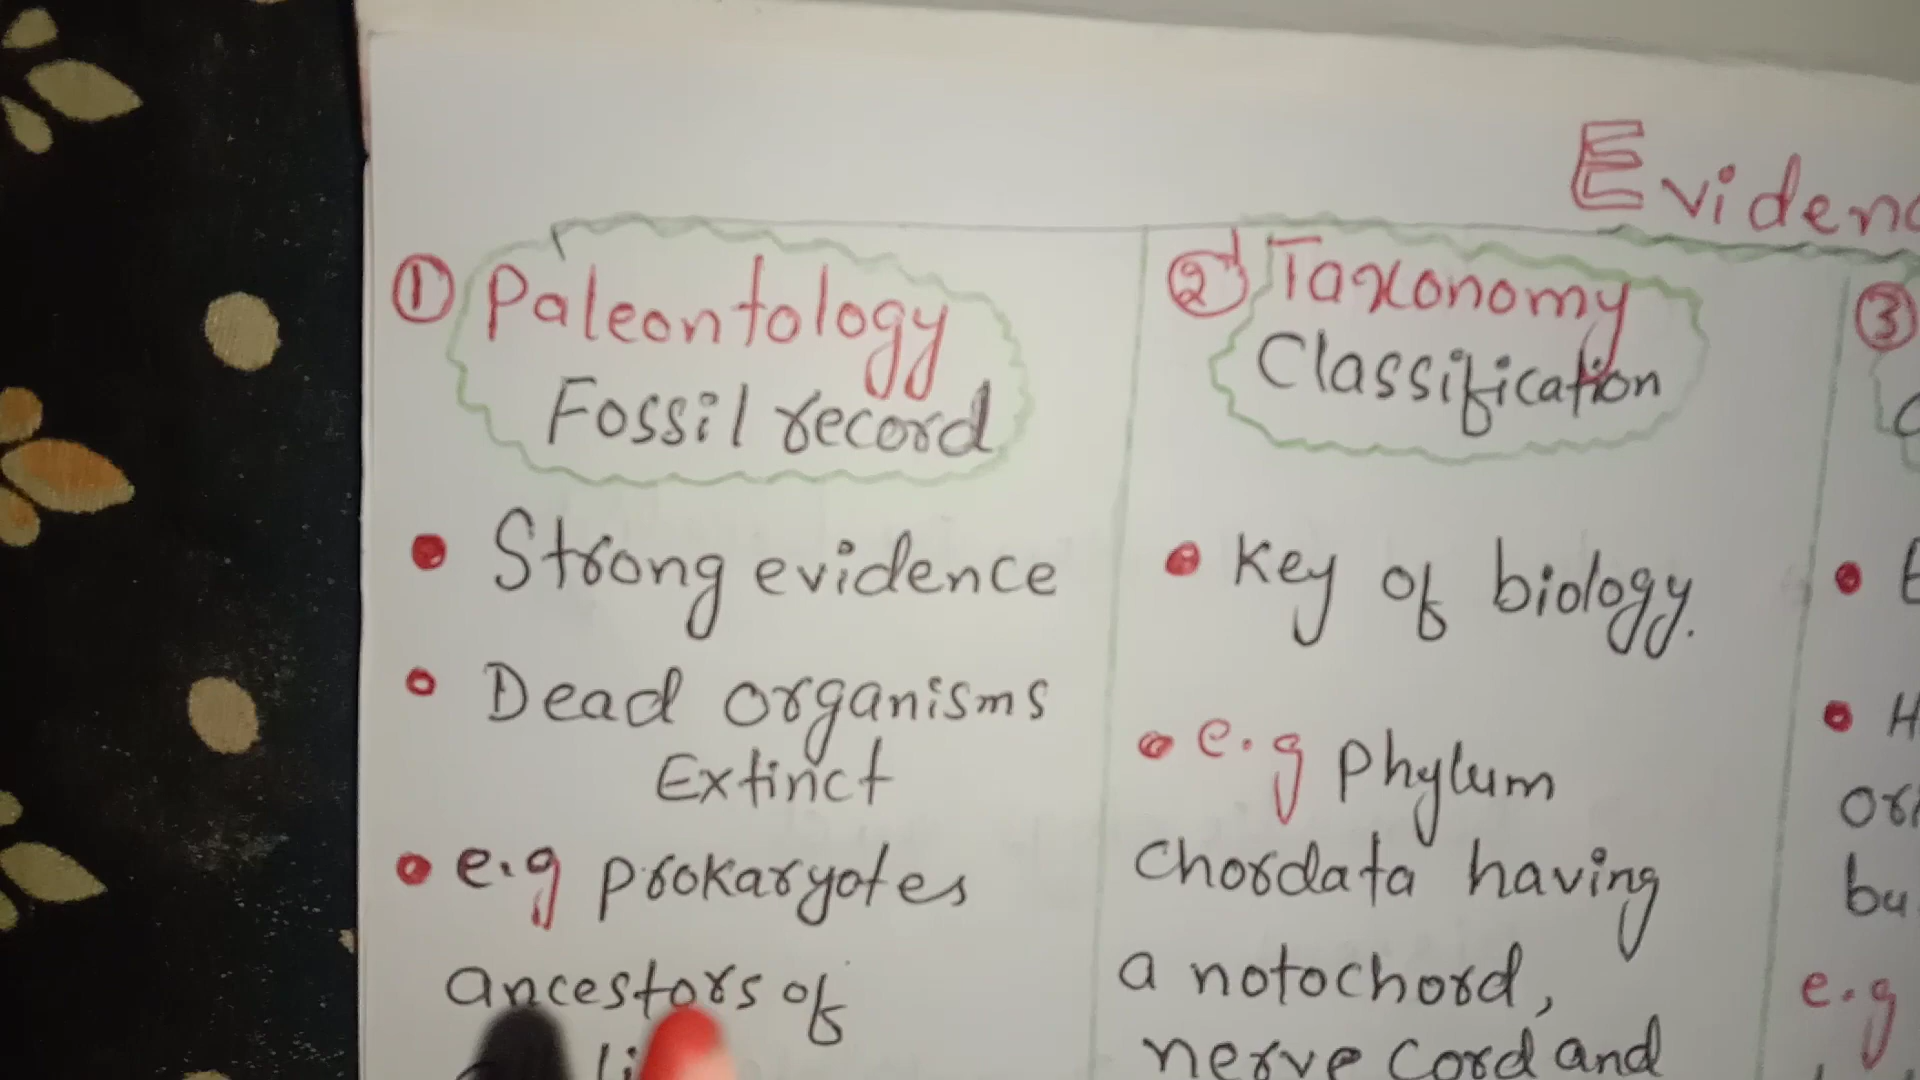 Evidenc
① Paleontology
Fossil record
• Strong evidence
• Dead organisms
Extinct
• e.g prokaryotes
ancestors of
② Taxonomy
Classification
• Key of biology.
• e.g Phylum
chordata having
a notochord,
nerve cord and
③
e.g